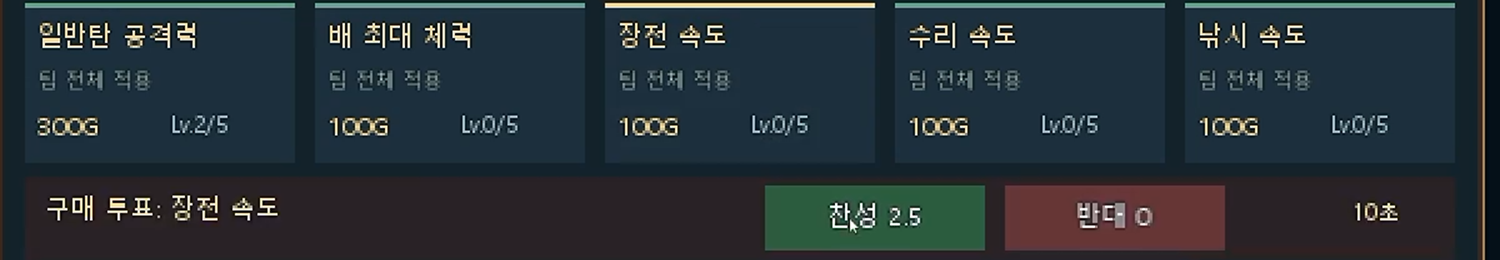 일반탄 공격력
팀 전체 적용
300G Lv.2/5
배 최대 체력
팀 전체 적용
100G Lv.0/5
장전 속도
팀 전체 적용
100G Lv.0/5
수리 속도
팀 전체 적용
100G Lv.0/5
낚시 속도
팀 전체 적용
100G Lv.0/5
구매 투표: 장전 속도
찬성 2.5
반대 0
10초